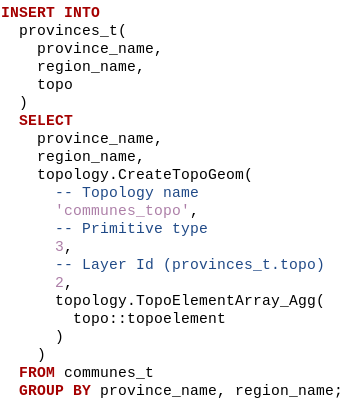 INSERT INTO
  provinces_t(
    province_name,
    region_name,
    topo
  )
  SELECT
    province_name,
    region_name,
    topology.CreateTopoGeom(
      -- Topology name
      'communes_topo',
      -- Primitive type
      3,
      -- Layer Id (provinces_t.topo)
      2,
      topology.TopoElementArray_Agg(
        topo::topoelement
      )
    )
  FROM communes_t
  GROUP BY province_name, region_name;